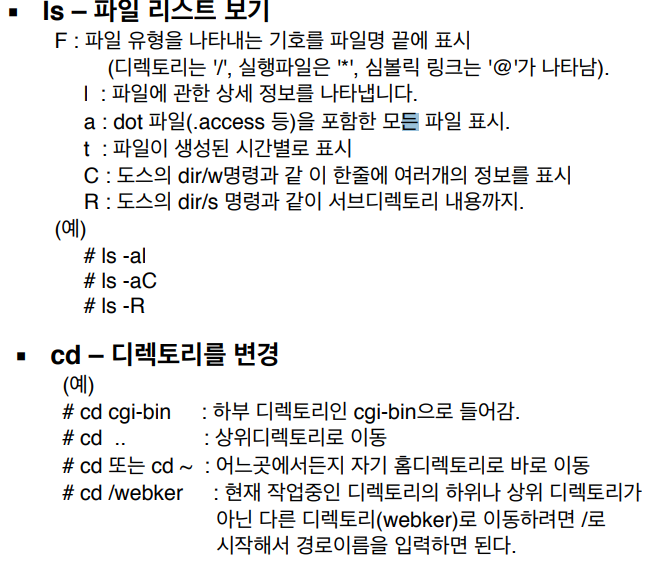 ▪ ls – 파일 리스트 보기
F : 파일 유형을 나타내는 기호를 파일명 끝에 표시
(디렉토리는 '/', 실행파일은 '*', 심볼릭 링크는 '@'가 나타남).
l : 파일에 관한 상세 정보를 나타냅니다.
a : dot 파일(.access 등)을 포함한 모든 파일 표시.
t : 파일이 생성된 시간별로 표시
C : 도스의 dir/w명령과 같 이 한줄에 여러개의 정보를 표시
R : 도스의 dir/s 명령과 같이 서브디렉토리 내용까지.
(예)
# ls -al
# ls -aC
# ls -R
▪ cd – 디렉토리를 변경
(예)
# cd cgi-bin : 하부 디렉토리인 cgi-bin으로 들어감.
# cd .. : 상위디렉토리로 이동
# cd 또는 cd ~ : 어느곳에서든지 자기 홈디렉토리로 바로 이동
# cd /webker : 현재 작업중인 디렉토리의 하위나 상위 디렉토리가
아닌 다른 디렉토리(webker)로 이동하려면 /로
시작해서 경로이름을 입력하면 된다.